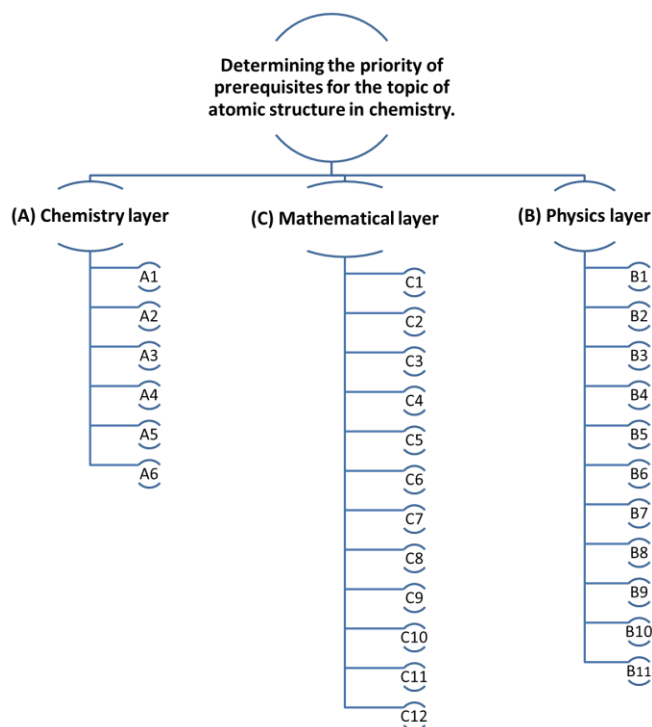 Determining the priority of
prerequisites for the topic of
atomic structure in chemistry.
(A) Chemistry layer
A1
A2
A3
A4
A5
A6
(C) Mathematical layer
C1
C2
C3
C4
C5
C6
C7
C8
C9
C10
C11
C12
(B) Physics layer
B1
B2
B3
B4
B5
B6
B7
B8
B9
B10
B11